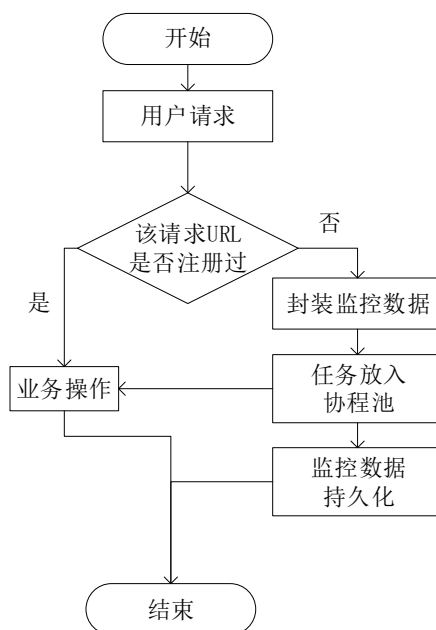 开始
用户请求
该请求URL
是否注册过
否
是
封装监控数据
业务操作
任务放入
协程池
监控数据
持久化
结束